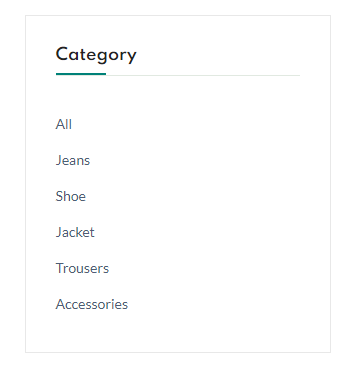 Category
All
Jeans
Shoe
Jacket
Trousers
Accessories